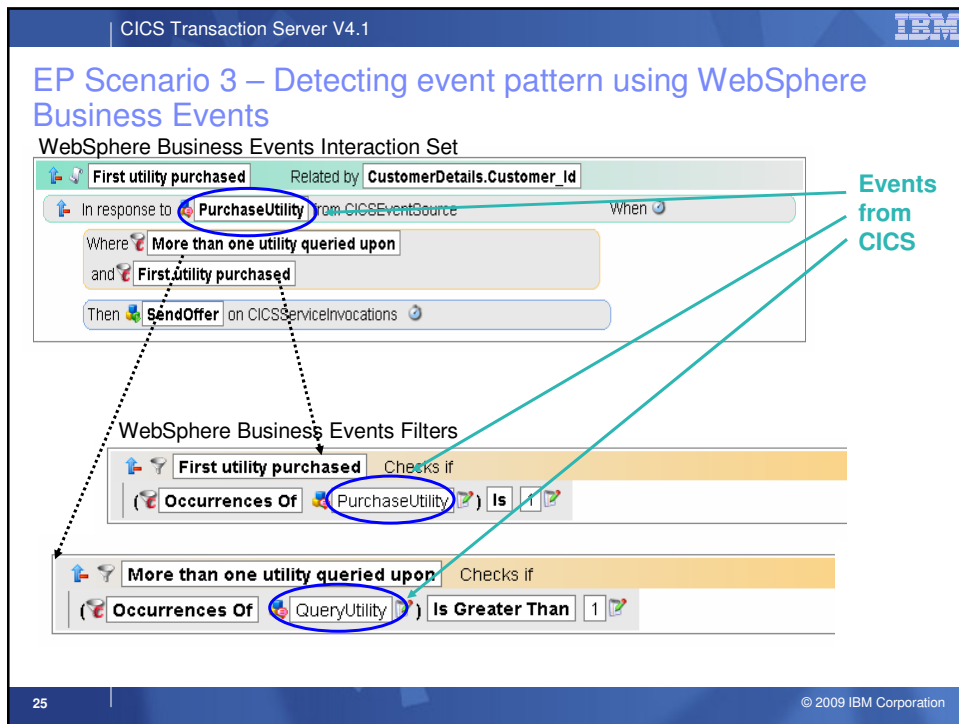 CICS Transaction Server V4.1
IBM
EP Scenario 3 – Detecting event pattern using WebSphere
Business Events
WebSphere Business Events Interaction Set
First utility purchased Related by CustomerDetails.Customer_Id
In response to PurchaseUtility from CICSEventSource When
Where More than one utility queried upon
and First utility purchased
Then SendOffer on CICSServiceInvocations
Events
from
CICS
WebSphere Business Events Filters
First utility purchased Checks if
( Occurrences Of PurchaseUtility ) Is 1
More than one utility queried upon Checks if
( Occurrences Of QueryUtility ) Is Greater Than 1
25
© 2009 IBM Corporation